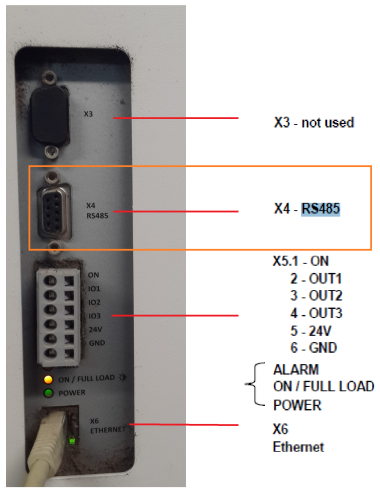 X3
X3 - not used
X4
RS485
X4 - RS485
ON
IO1
IO2
IO3
24V
GND
X5.1 - ON
2 - OUT1
3 - OUT2
4 - OUT3
5 - 24V
6 - GND
ON / FULL LOAD
POWER
ALARM
ON / FULL LOAD
POWER
X6
ETHERNET
X6
Ethernet